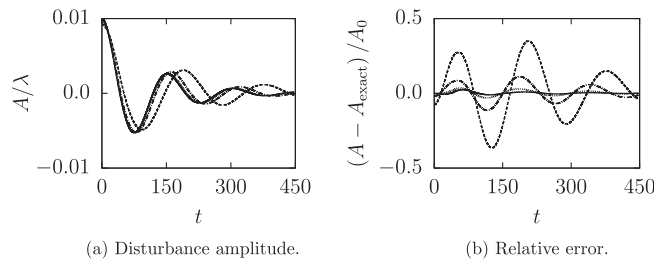 0.01
0.0
−0.01
A/λ
0 150 300 450
t
(a) Disturbance amplitude.
0.5
0.0
−0.5
(A − A_exact) /A_0
0 150 300 450
t
(b) Relative error.